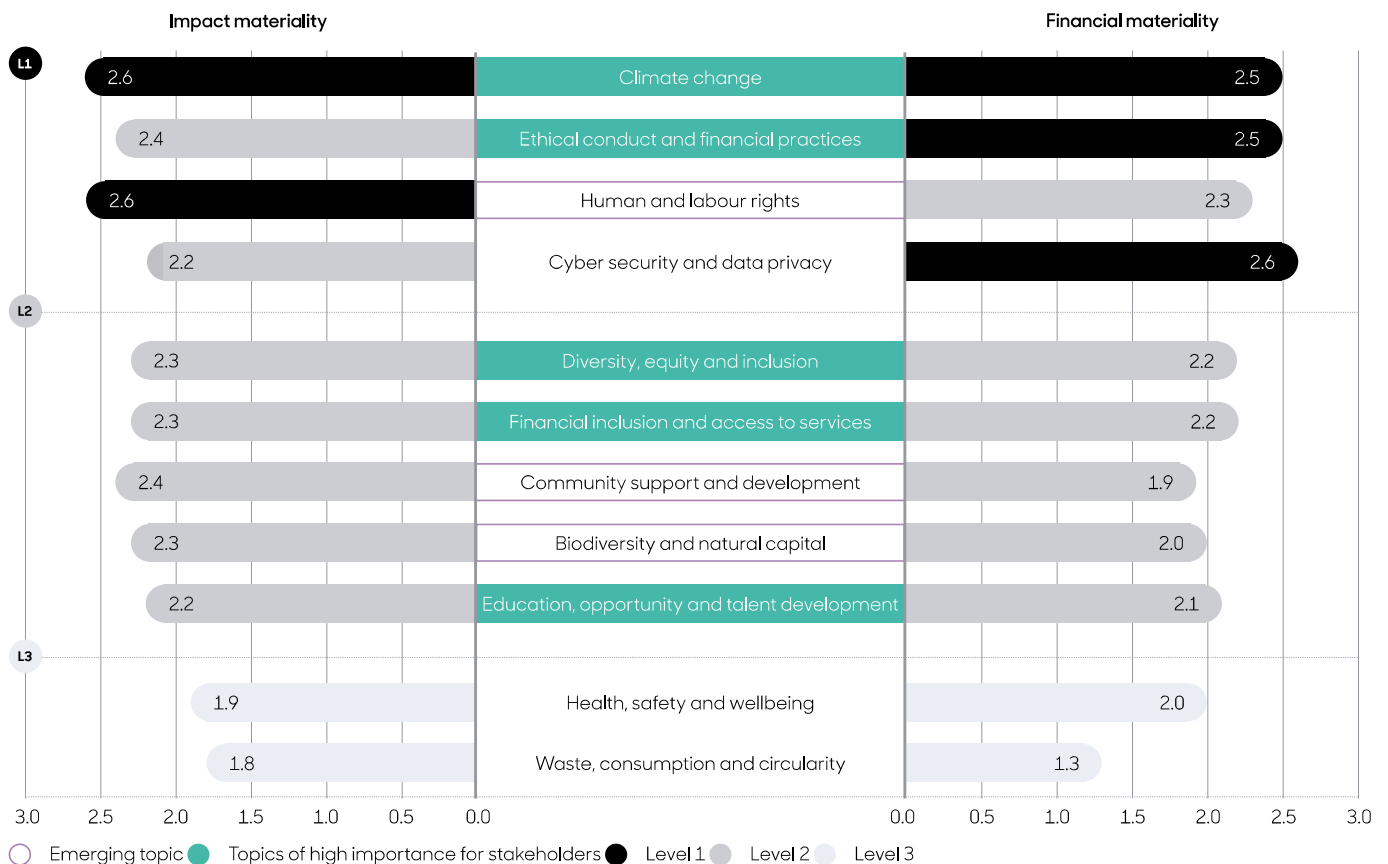 Impact materiality Financial materiality
L1
2.6 Climate change 2.5
2.4 Ethical conduct and financial practices 2.5
2.6 Human and labour rights 2.3
2.2 Cyber security and data privacy 2.6
L2
2.3 Diversity, equity and inclusion 2.2
2.3 Financial inclusion and access to services 2.2
2.4 Community support and development 1.9
2.3 Biodiversity and natural capital 2.0
2.2 Education, opportunity and talent development 2.1
L3
1.9 Health, safety and wellbeing 2.0
1.8 Waste, consumption and circularity 1.3
3.0 2.5 2.0 1.5 1.0 0.5 0.0 0.0 0.5 1.0 1.5 2.0 2.5 3.0
Emerging topic Topics of high importance for stakeholders Level 1 Level 2 Level 3